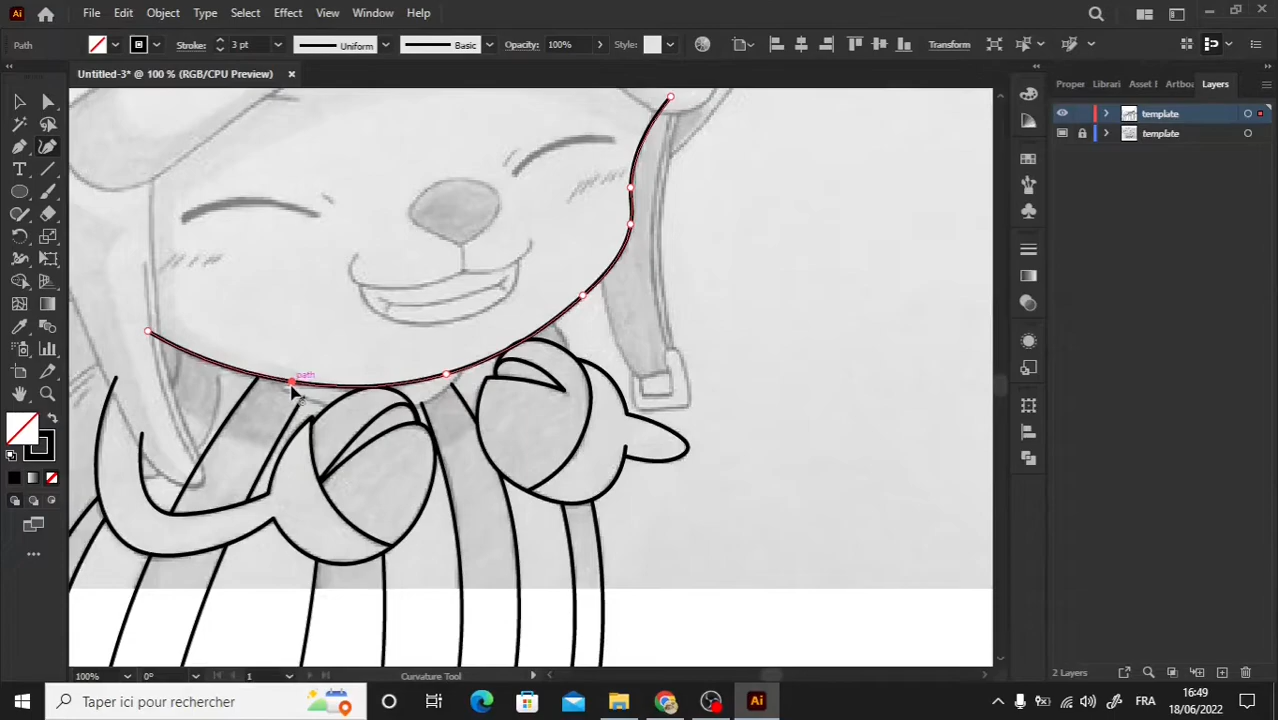 Ai File Edit Object Type Select Effect View Window Help
Path Stroke: 3 pt Uniform Basic Opacity: 100% Style: Transform
Untitled-3* @ 100 % (RGB/CPU Preview) ×
Proper Librari Asset E Artboa Layers
template
template
path
100% 0° 1 Curvature Tool
2 Layers
Taper ici pour rechercher
Ai
FRA
16:49
18/06/2022